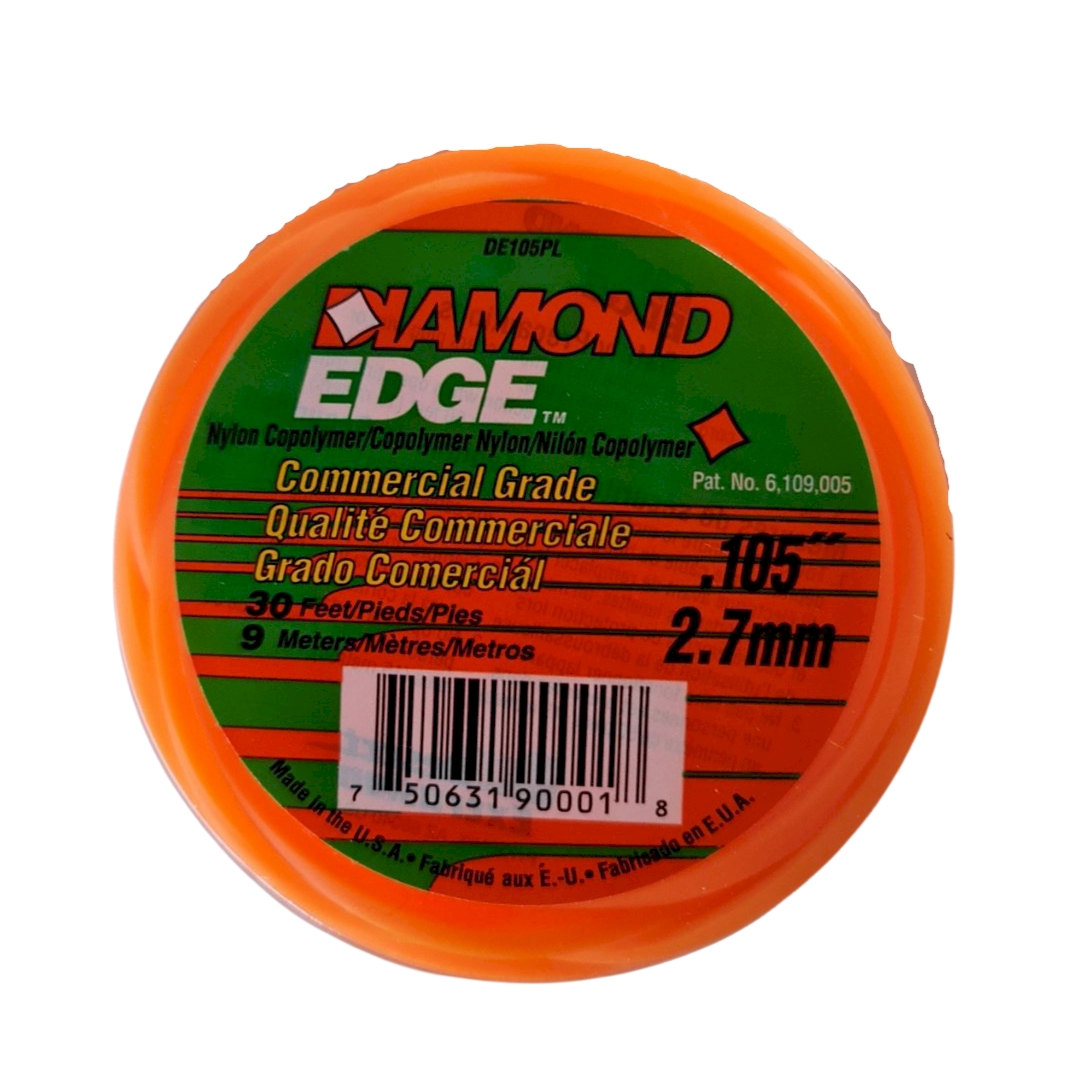 DE105PL
DIAMOND
EDGE™
Nylon Copolymer/Copolymer Nylon/Nilón Copolymer
Pat. No. 6,109,005
Commercial Grade
Qualité Commerciale
Grado Comerciál
.105"
30 Feet/Pieds/Pies
9 Meters/Mètres/Metros
2.7mm
7 50631 90001 8
Made in the U.S.A. • Fabriqué aux É.-U. • Fabricado en E.U.A.